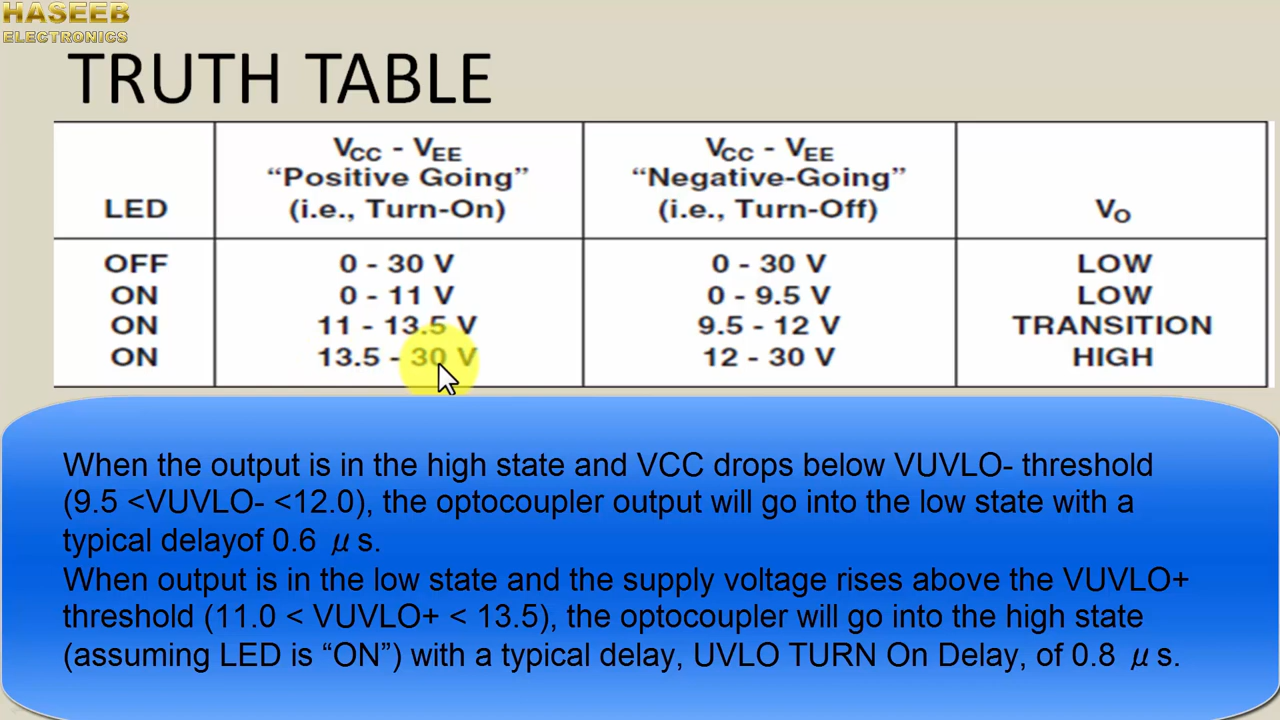 HASEEB
ELECTRONICS
TRUTH TABLE
LED
VCC - VEE
“Positive Going”
(i.e., Turn-On)
VCC - VEE
“Negative-Going”
(i.e., Turn-Off)
VO
OFF 0 - 30 V 0 - 30 V LOW
ON 0 - 11 V 0 - 9.5 V LOW
ON 11 - 13.5 V 9.5 - 12 V TRANSITION
ON 13.5 - 30 V 12 - 30 V HIGH
When the output is in the high state and VCC drops below VUVLO- threshold
(9.5 <VUVLO- <12.0), the optocoupler output will go into the low state with a
typical delayof 0.6 μ s.
When output is in the low state and the supply voltage rises above the VUVLO+
threshold (11.0 < VUVLO+ < 13.5), the optocoupler will go into the high state
(assuming LED is “ON”) with a typical delay, UVLO TURN On Delay, of 0.8 μ s.